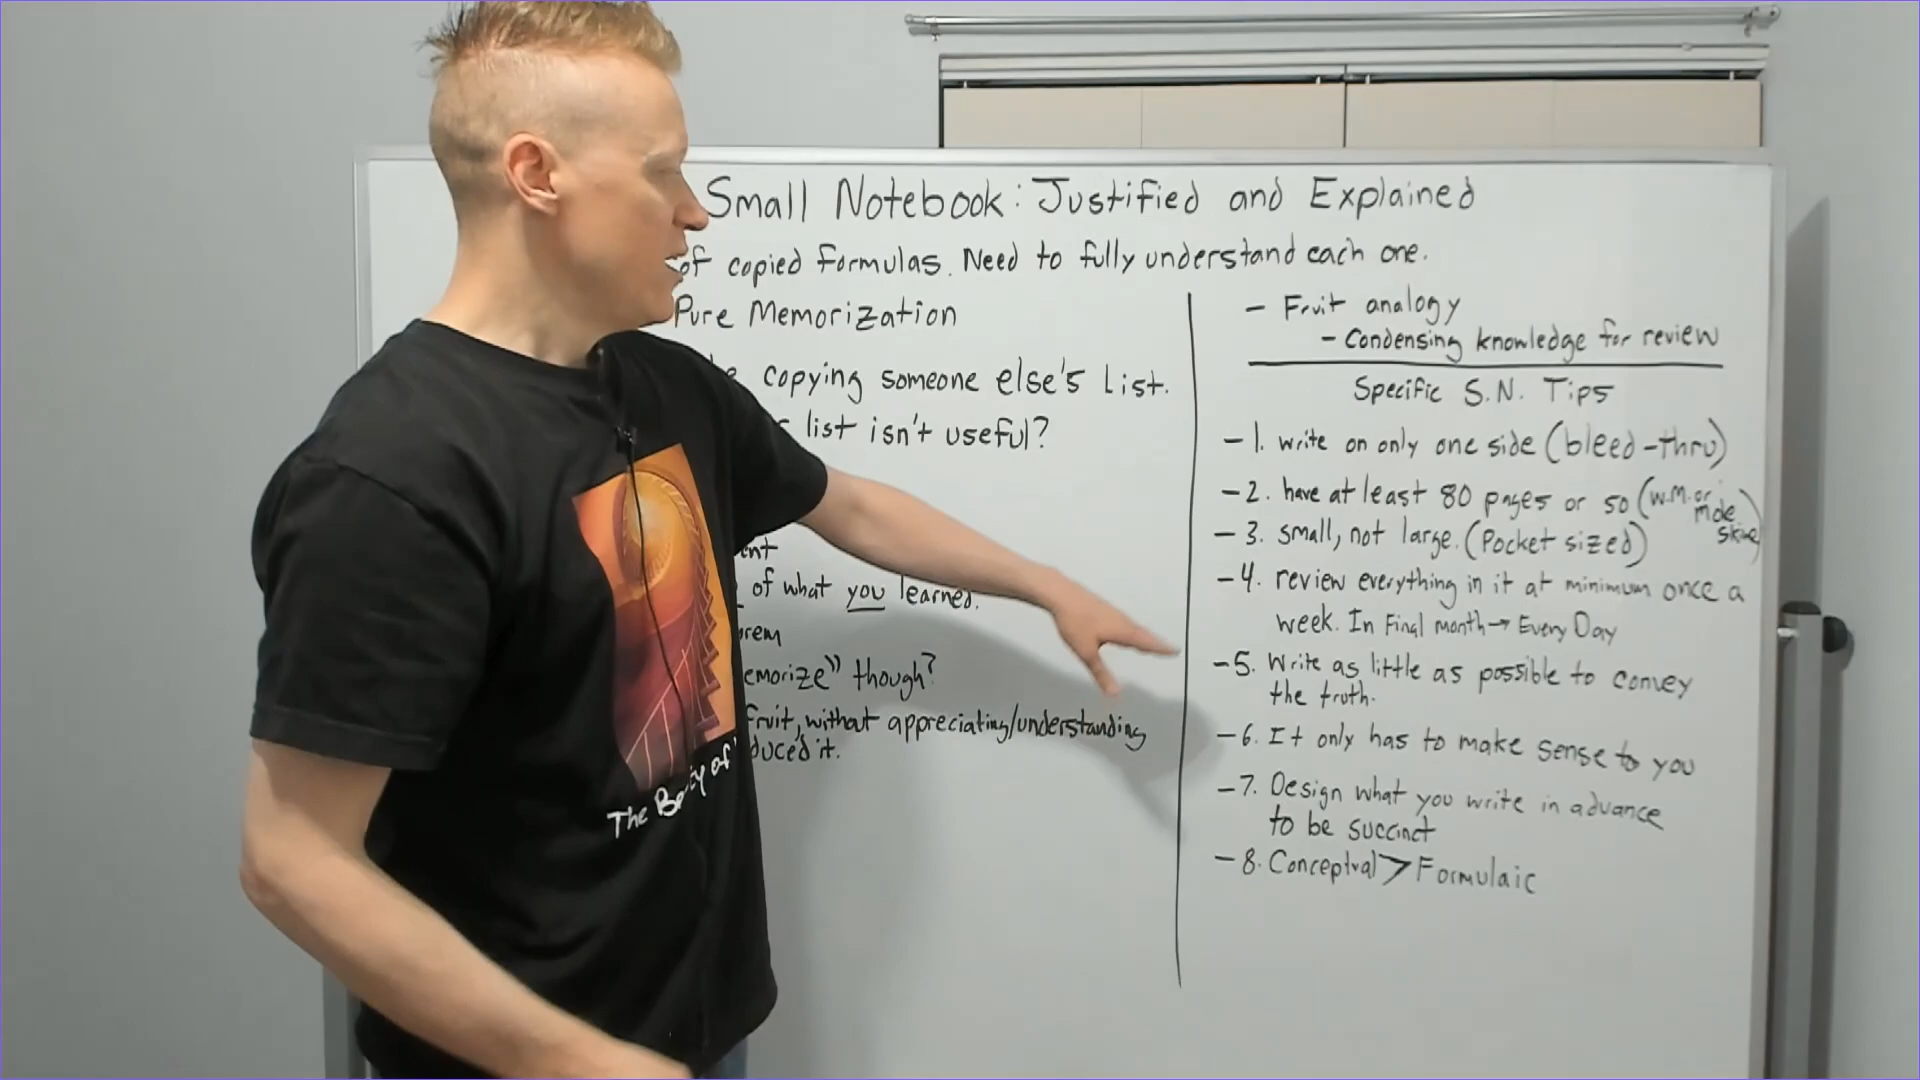 Small Notebook: Justified and Explained
of copied formulas. Need to fully understand each one.
Pure Memorization
copying someone else's list.
list isn't useful?
of what you learned.
emorize" though?
fruit, without appreciating/understanding
duced it.
- Fruit analogy
- Condensing knowledge for review
Specific S.N. Tips
- 1. write on only one side (bleed-thru)
- 2. have at least 80 pages or 50 (W.M. or mole skine)
- 3. small, not large. (Pocket sized)
- 4. review everything in it at minimum once a
week. In Final month → Every Day
- 5. Write as little as possible to convey
the truth.
- 6. It only has to make sense to you
- 7. Design what you write in advance
to be succinct
- 8. Conceptual > Formulaic
The Beauty of